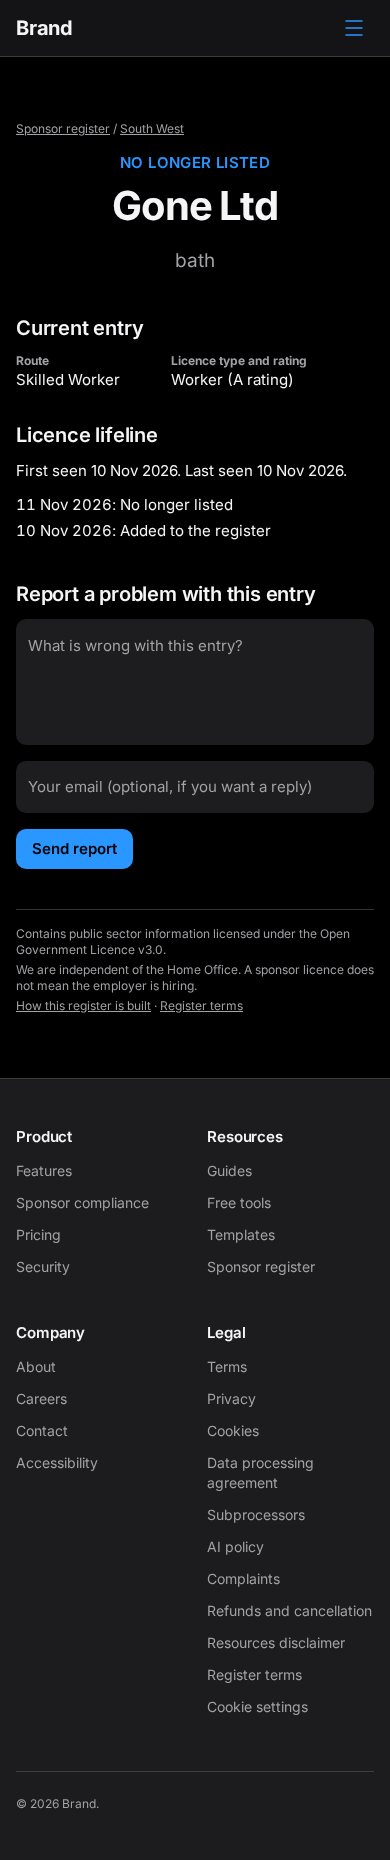 Brand
Sponsor register / South West
NO LONGER LISTED
Gone Ltd
bath
Current entry
Route
Skilled Worker
Licence type and rating
Worker (A rating)
Licence lifeline
First seen 10 Nov 2026. Last seen 10 Nov 2026.
11 Nov 2026: No longer listed
10 Nov 2026: Added to the register
Report a problem with this entry
What is wrong with this entry?
Your email (optional, if you want a reply)
Send report
Contains public sector information licensed under the Open
Government Licence v3.0.
We are independent of the Home Office. A sponsor licence does
not mean the employer is hiring.
How this register is built · Register terms
Product
Features
Sponsor compliance
Pricing
Security
Resources
Guides
Free tools
Templates
Sponsor register
Company
About
Careers
Contact
Accessibility
Legal
Terms
Privacy
Cookies
Data processing
agreement
Subprocessors
AI policy
Complaints
Refunds and cancellation
Resources disclaimer
Register terms
Cookie settings
© 2026 Brand.